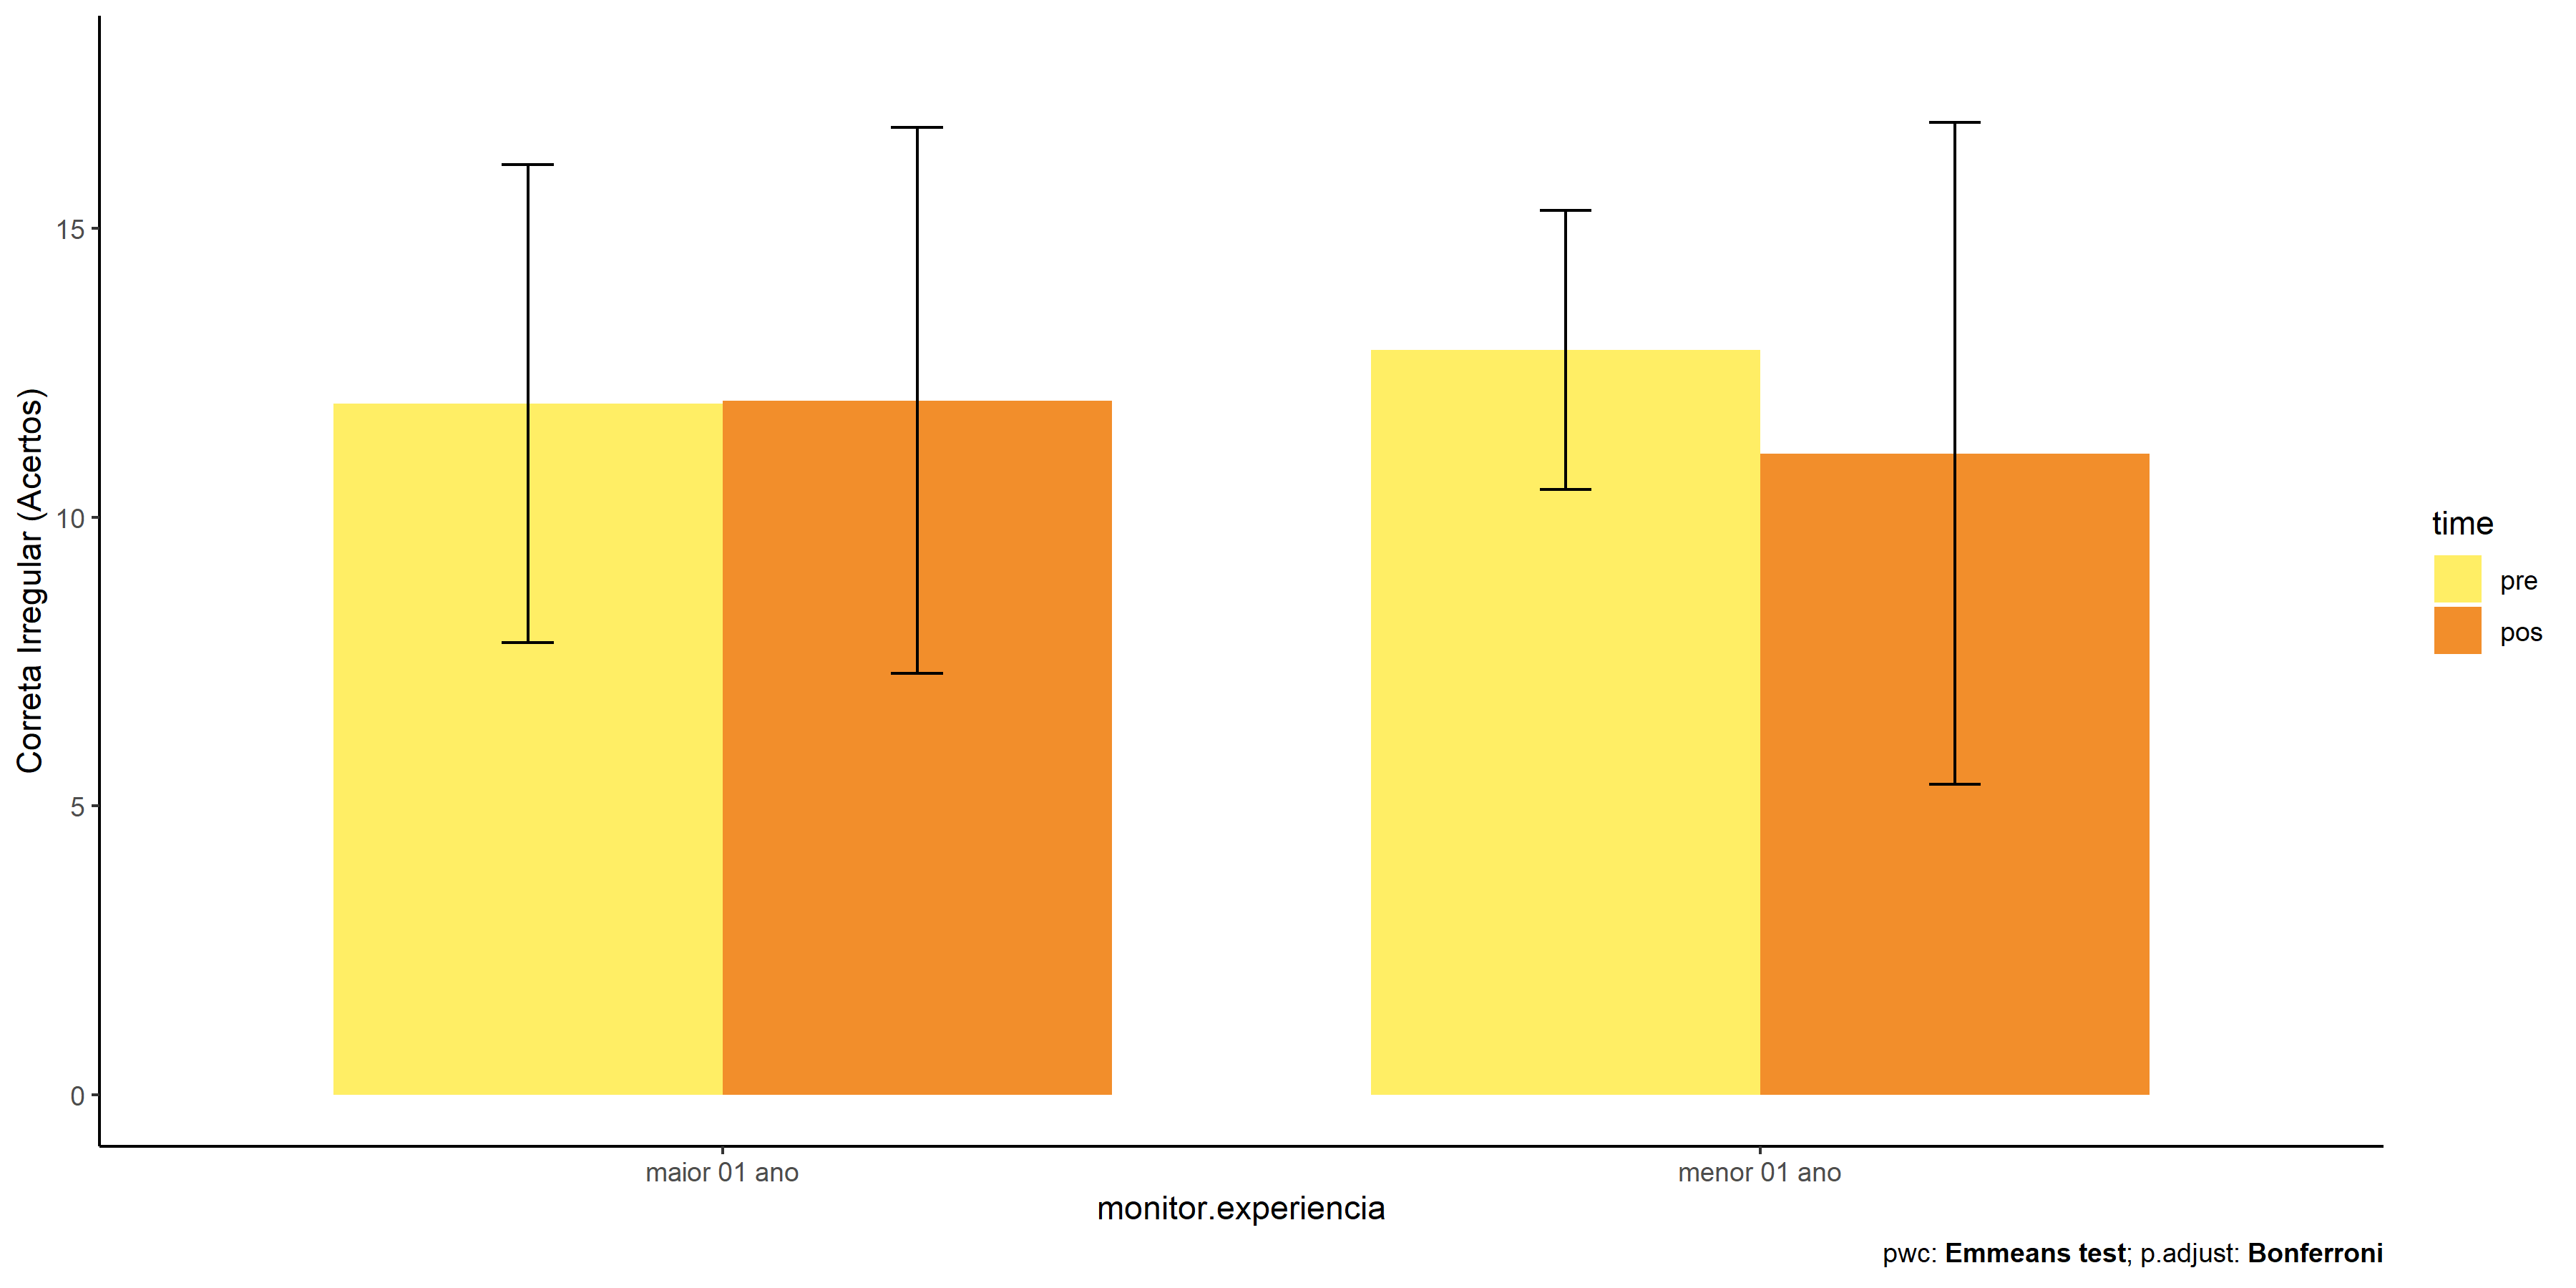 Correta Irregular (Acertos)
15
10
5
0
maior 01 ano
menor 01 ano
monitor.experiencia
time
pre
pos
pwc: Emmeans test; p.adjust: Bonferroni